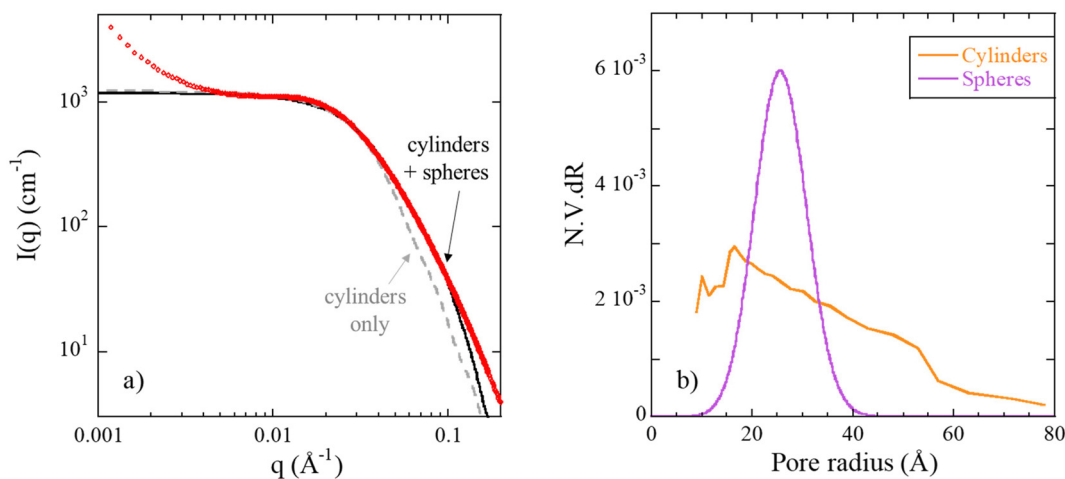 10³
10²
10¹
I(q) (cm⁻¹)
cylinders
+ spheres
cylinders
only
a)
0.001
0.01
0.1
q (Å⁻¹)
Cylinders
Spheres
6 10⁻³
4 10⁻³
2 10⁻³
0
N.V.dR
b)
0
20
40
60
80
Pore radius (Å)